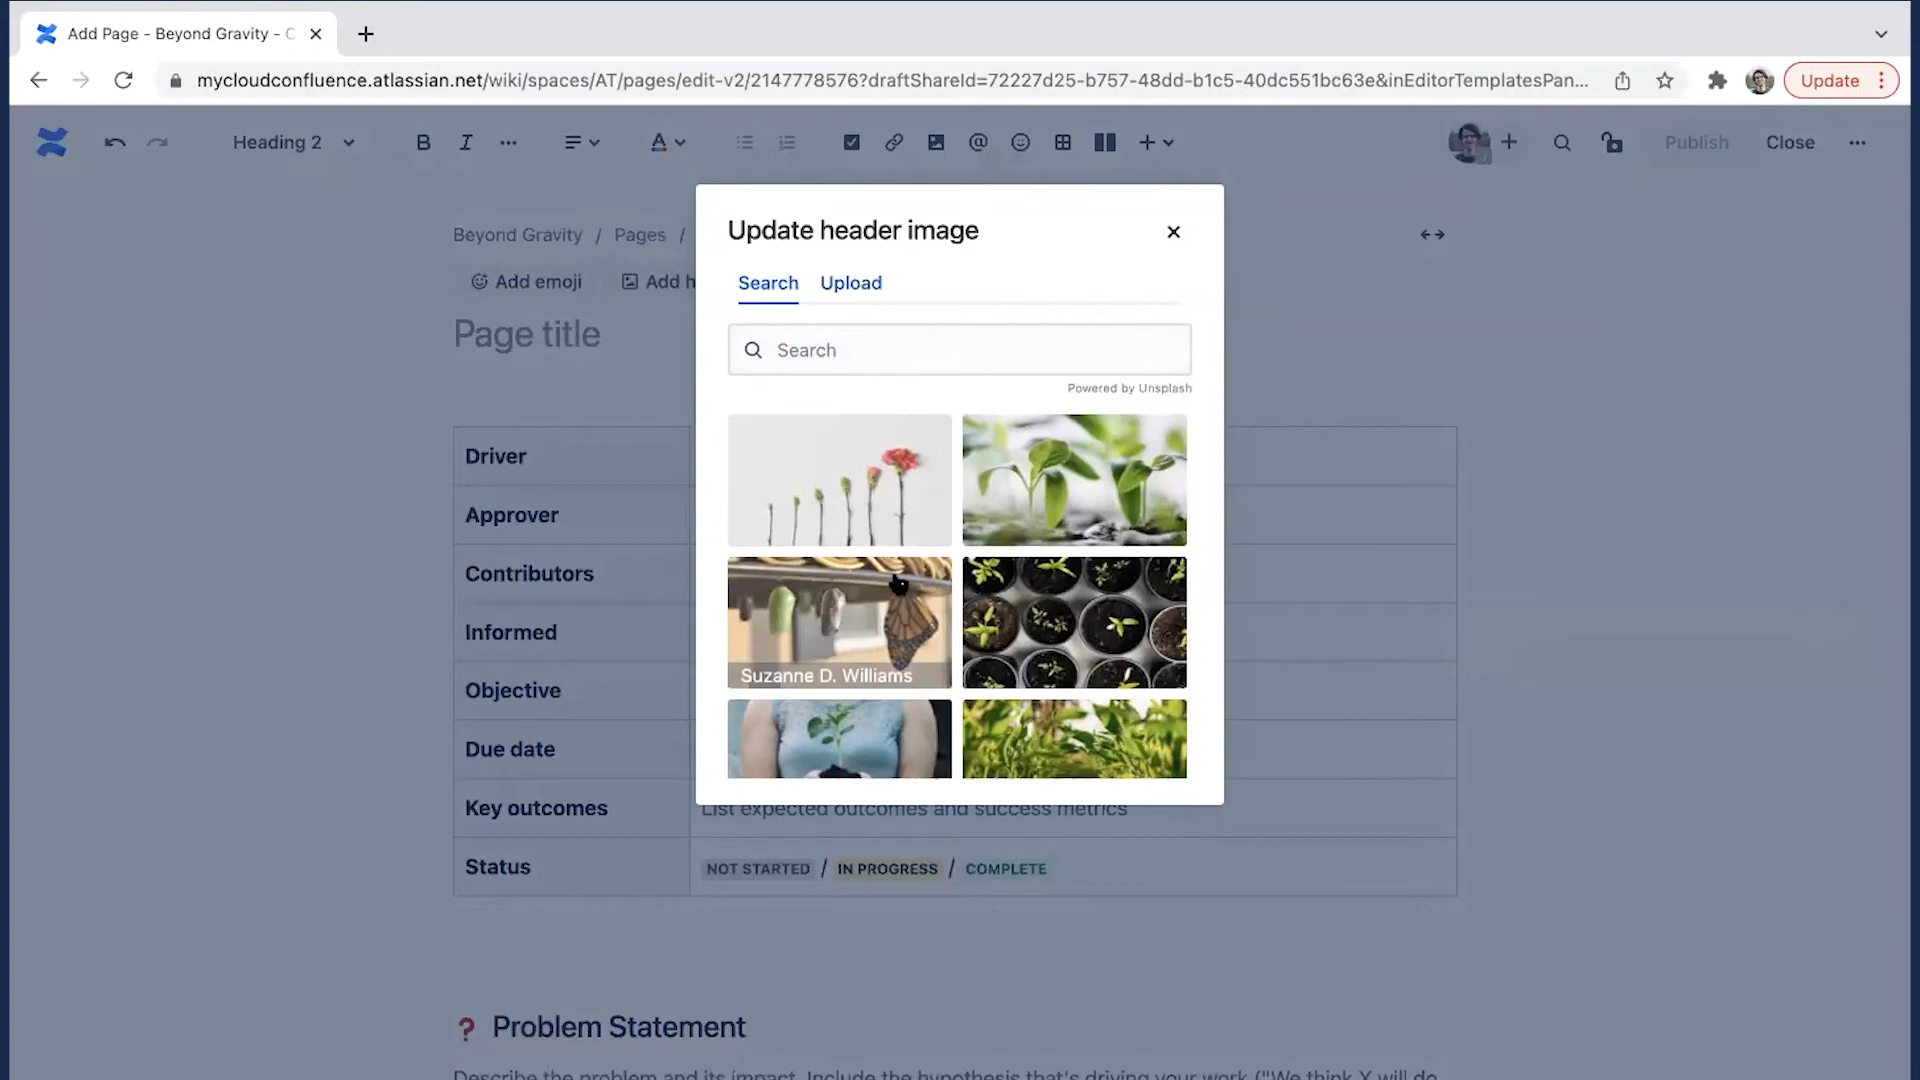 Add Page - Beyond Gravity - C
mycloudconfluence.atlassian.net/wiki/spaces/AT/pages/edit-v2/2147778576?draftShareId=72227d25-b757-48dd-b1c5-40dc551bc63e&inEditorTemplatesPan...
Update
Heading 2
Publish
Close
Beyond Gravity / Pages /
Add emoji
Add h
Page title
Update header image
Search
Upload
Search
Powered by Unsplash
Suzanne D. Williams
Driver
Approver
Contributors
Informed
Objective
Due date
Key outcomes
List expected outcomes and success metrics
Status
NOT STARTED / IN PROGRESS / COMPLETE
? Problem Statement
Describe the problem and its impact. Include the hypothesis that's driving your work ("We think X will do